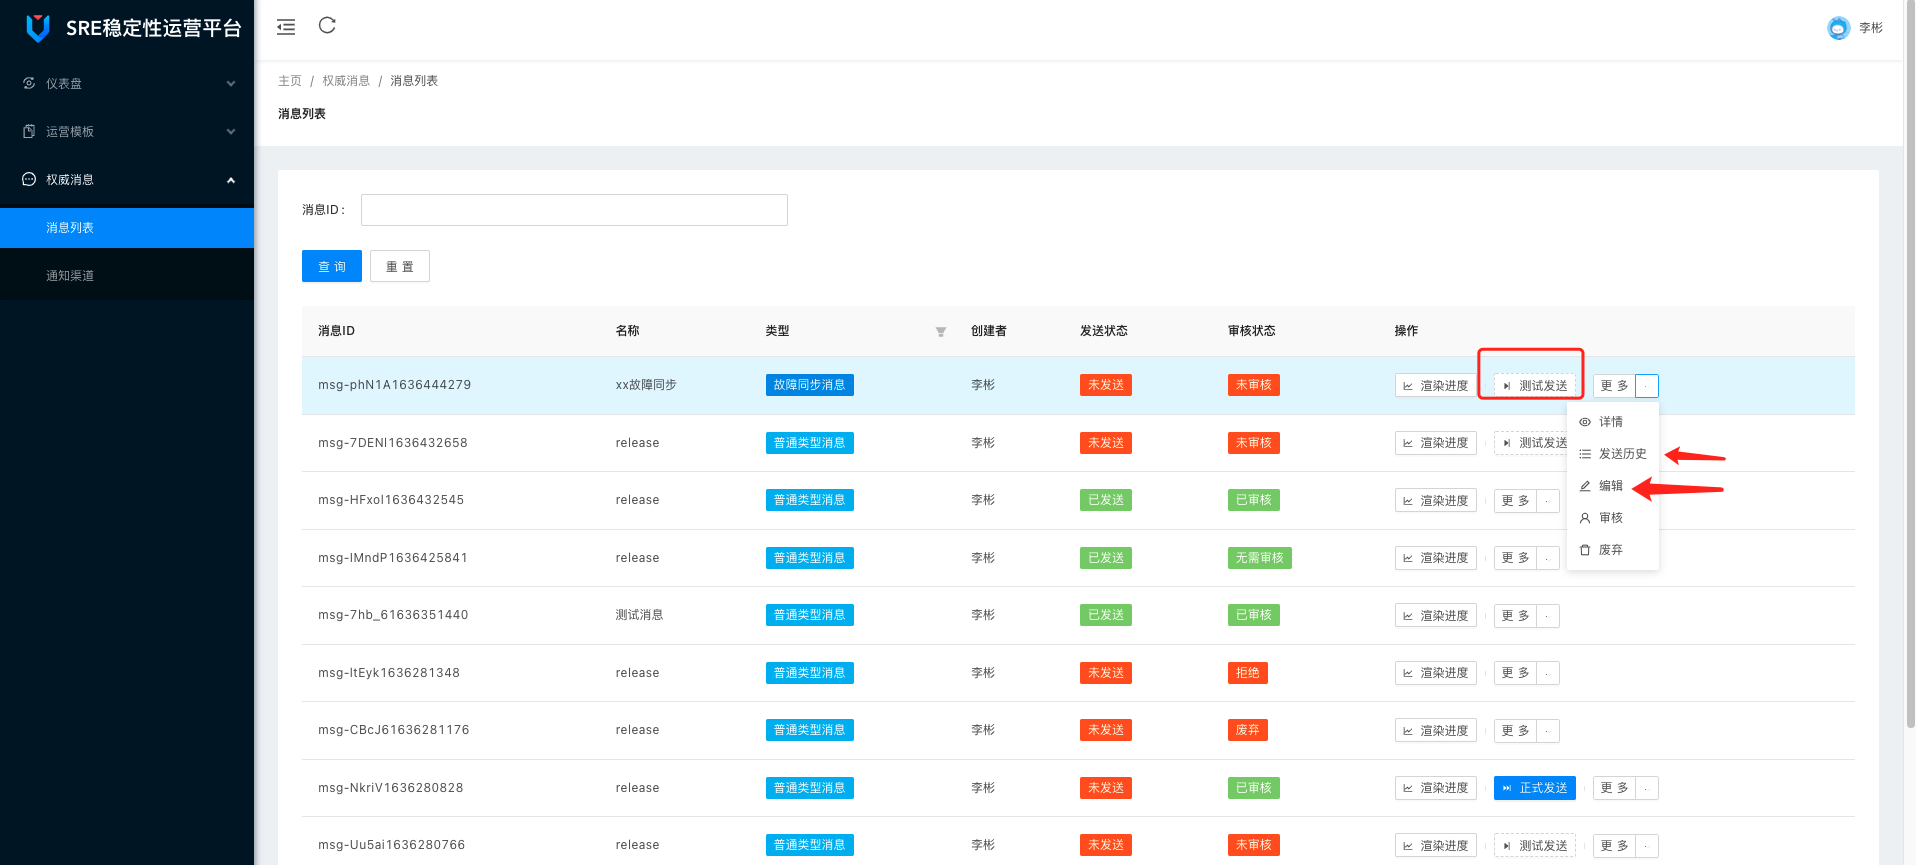 SRE稳定性运营平台
李彬
仪表盘
运营模板
权威消息
消息列表
通知渠道
主页 / 权威消息 / 消息列表
消息列表
消息ID :
查 询 重 置
消息ID 名称 类型 创建者 发送状态 审核状态 操作
msg-phN1A1636444279 xx故障同步 故障同步消息 李彬 未发送 未审核 渲染进度 测试发送 更 多
详情
发送历史
编辑
审核
废弃
msg-7DENl1636432658 release 普通类型消息 李彬 未发送 未审核 渲染进度 测试发送
msg-HFxol1636432545 release 普通类型消息 李彬 已发送 已审核 渲染进度 更 多
msg-lMndP1636425841 release 普通类型消息 李彬 已发送 无需审核 渲染进度 更 多
msg-7hb_61636351440 测试消息 普通类型消息 李彬 已发送 已审核 渲染进度 更 多
msg-ltEyk1636281348 release 普通类型消息 李彬 未发送 拒绝 渲染进度 更 多
msg-CBcJ61636281176 release 普通类型消息 李彬 未发送 废弃 渲染进度 更 多
msg-NkriV1636280828 release 普通类型消息 李彬 未发送 已审核 渲染进度 正式发送 更 多
msg-Uu5ai1636280766 release 普通类型消息 李彬 未发送 未审核 渲染进度 测试发送 更 多